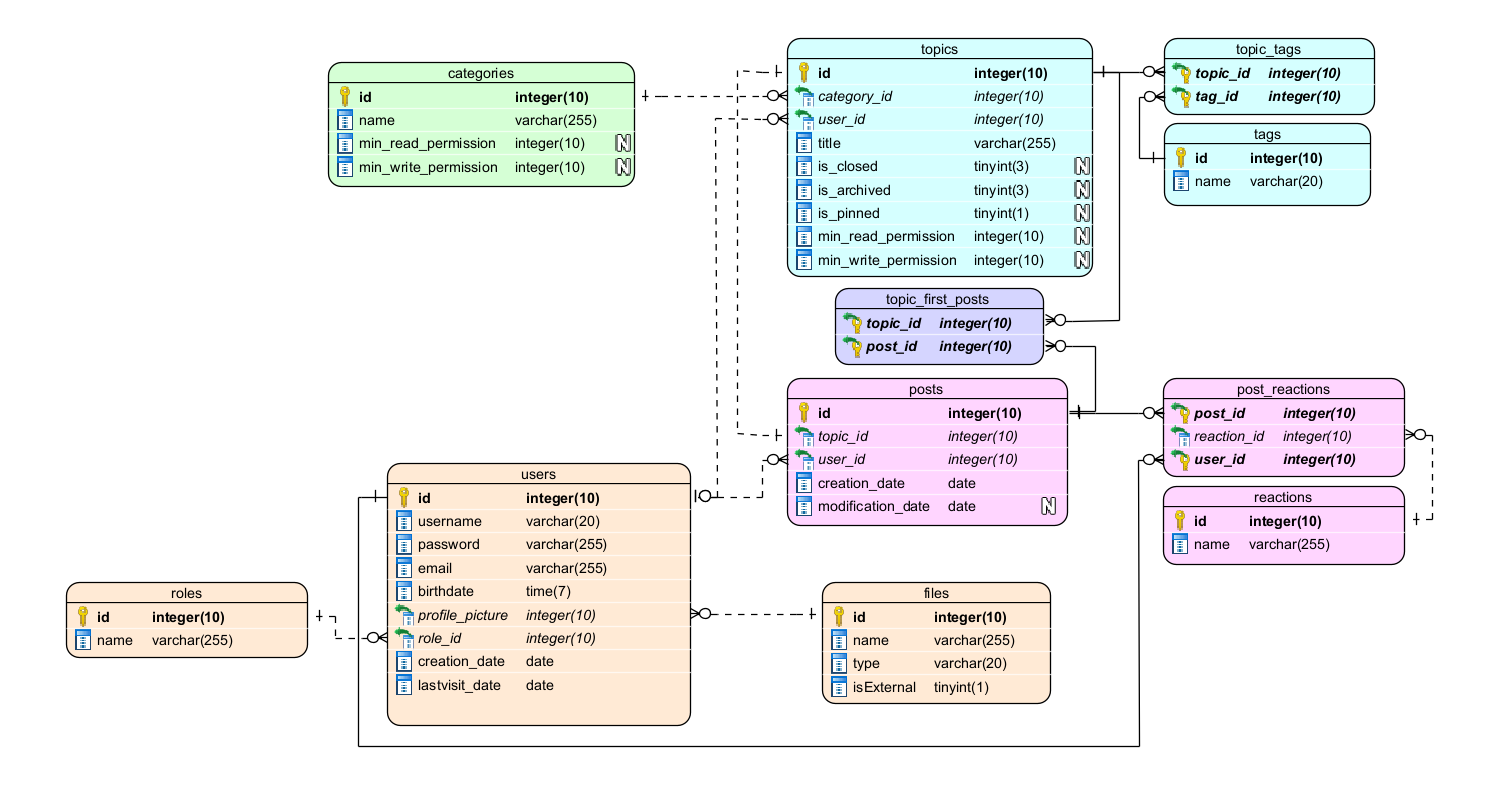 categories
id integer(10)
name varchar(255)
min_read_permission integer(10) N
min_write_permission integer(10) N
topics
id integer(10)
category_id integer(10)
user_id integer(10)
title varchar(255)
is_closed tinyint(3) N
is_archived tinyint(3) N
is_pinned tinyint(1) N
min_read_permission integer(10) N
min_write_permission integer(10) N
topic_tags
topic_id integer(10)
tag_id integer(10)
tags
id integer(10)
name varchar(20)
topic_first_posts
topic_id integer(10)
post_id integer(10)
posts
id integer(10)
topic_id integer(10)
user_id integer(10)
creation_date date
modification_date date N
post_reactions
post_id integer(10)
reaction_id integer(10)
user_id integer(10)
reactions
id integer(10)
name varchar(255)
users
id integer(10)
username varchar(20)
password varchar(255)
email varchar(255)
birthdate time(7)
profile_picture integer(10)
role_id integer(10)
creation_date date
lastvisit_date date
roles
id integer(10)
name varchar(255)
files
id integer(10)
name varchar(255)
type varchar(20)
isExternal tinyint(1)